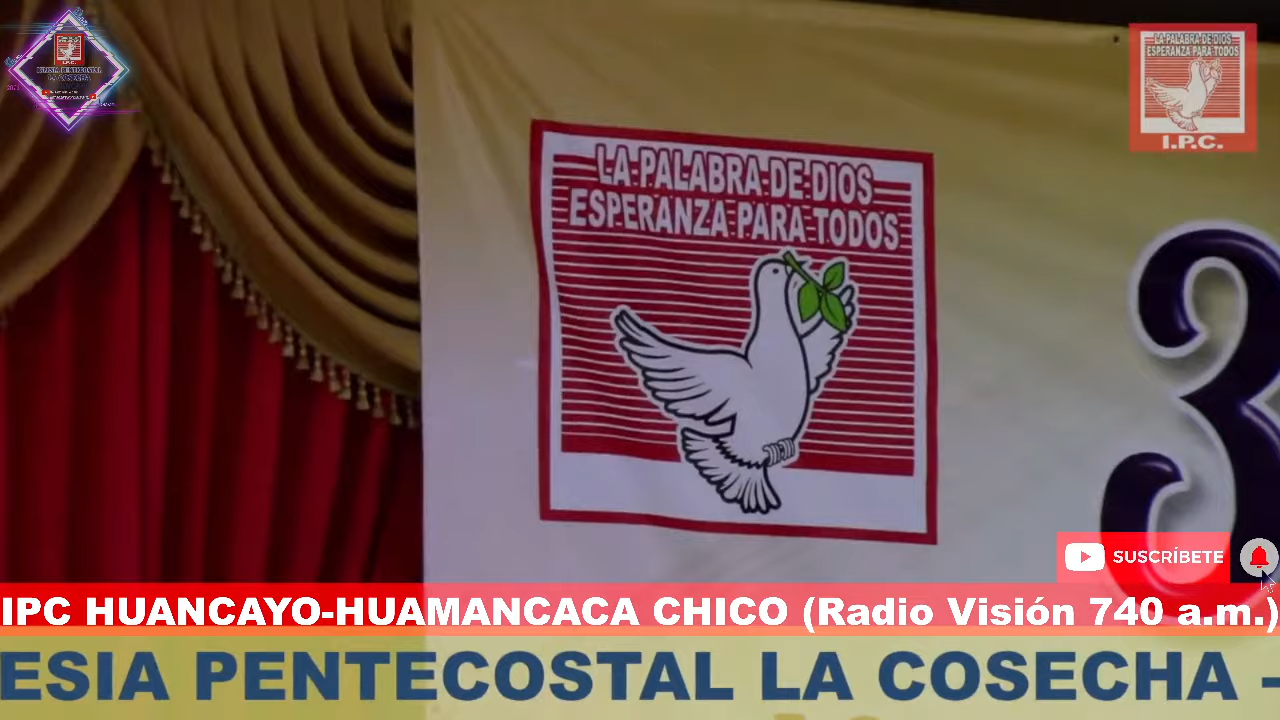 LA PALABRA DE DIOS
ESPERANZA PARA TODOS
I.P.C.
LA PALABRA DE DIOS
ESPERANZA PARA TODOS
3
SUSCRÍBETE
IPC HUANCAYO-HUAMANCACA CHICO (Radio Visión 740 a.m.)
ESIA PENTECOSTAL LA COSECHA -